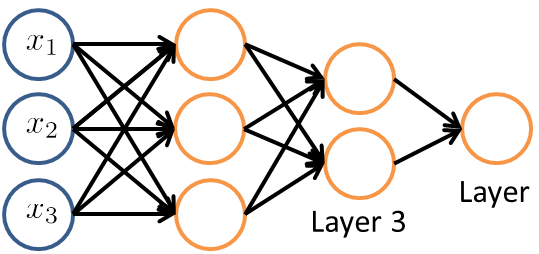 x₁
x₂
x₃
Layer 3
Layer